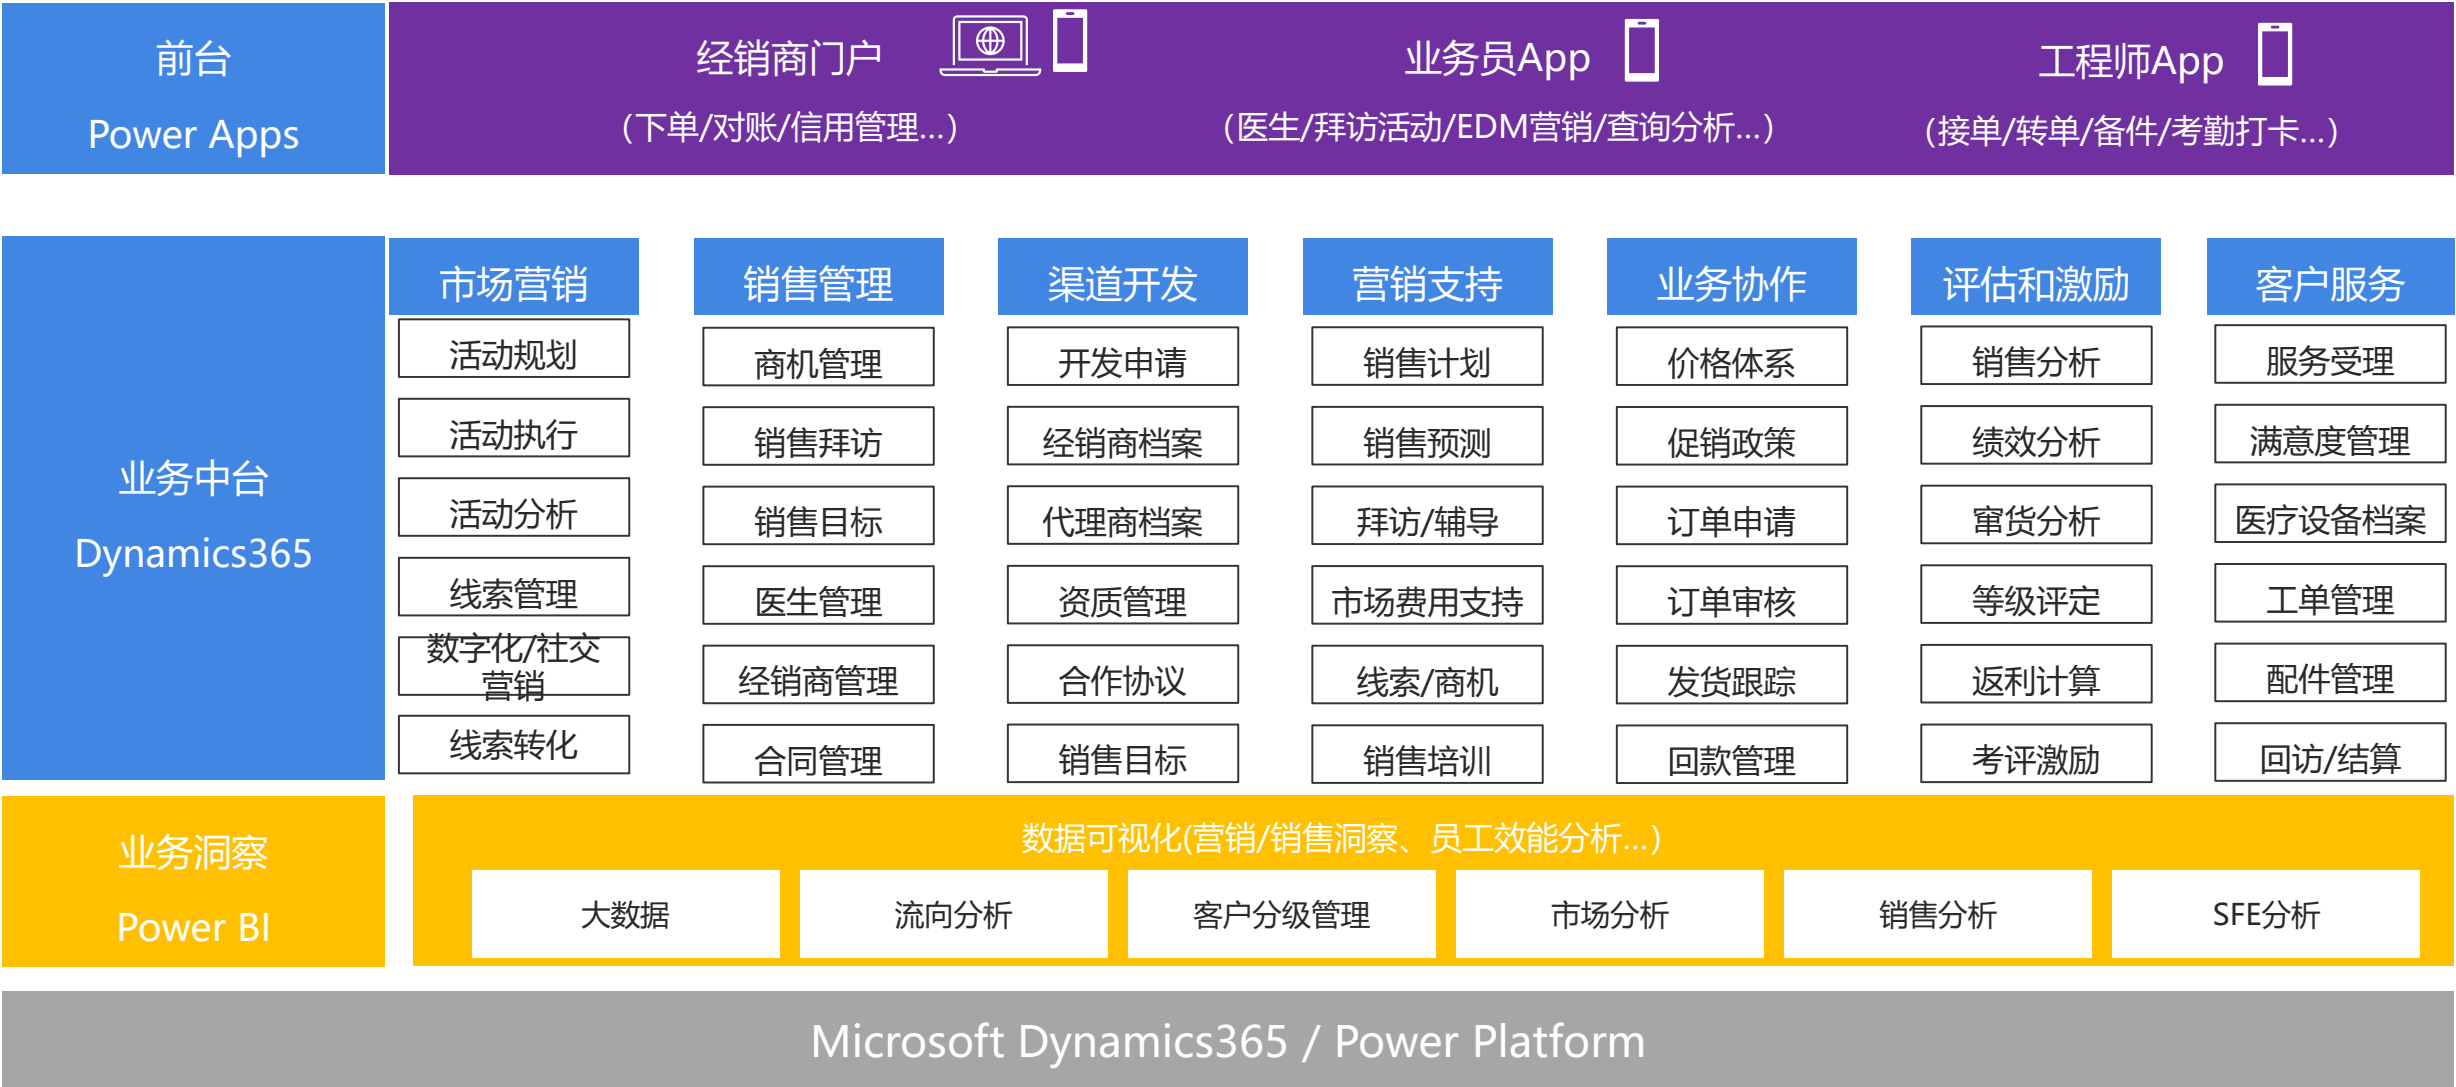 前台
Power Apps
经销商门户
（下单/对账/信用管理...）
业务员App
（医生/拜访活动/EDM营销/查询分析...）
工程师App
（接单/转单/备件/考勤打卡...）
业务中台
Dynamics365
市场营销
活动规划
活动执行
活动分析
线索管理
数字化/社交
营销
线索转化
销售管理
商机管理
销售拜访
销售目标
医生管理
经销商管理
合同管理
渠道开发
开发申请
经销商档案
代理商档案
资质管理
合作协议
销售目标
营销支持
销售计划
销售预测
拜访/辅导
市场费用支持
线索/商机
销售培训
业务协作
价格体系
促销政策
订单申请
订单审核
发货跟踪
回款管理
评估和激励
销售分析
绩效分析
窜货分析
等级评定
返利计算
考评激励
客户服务
服务受理
满意度管理
医疗设备档案
工单管理
配件管理
回访/结算
业务洞察
Power BI
数据可视化(营销/销售洞察、员工效能分析...）
大数据
流向分析
客户分级管理
市场分析
销售分析
SFE分析
Microsoft Dynamics365 / Power Platform